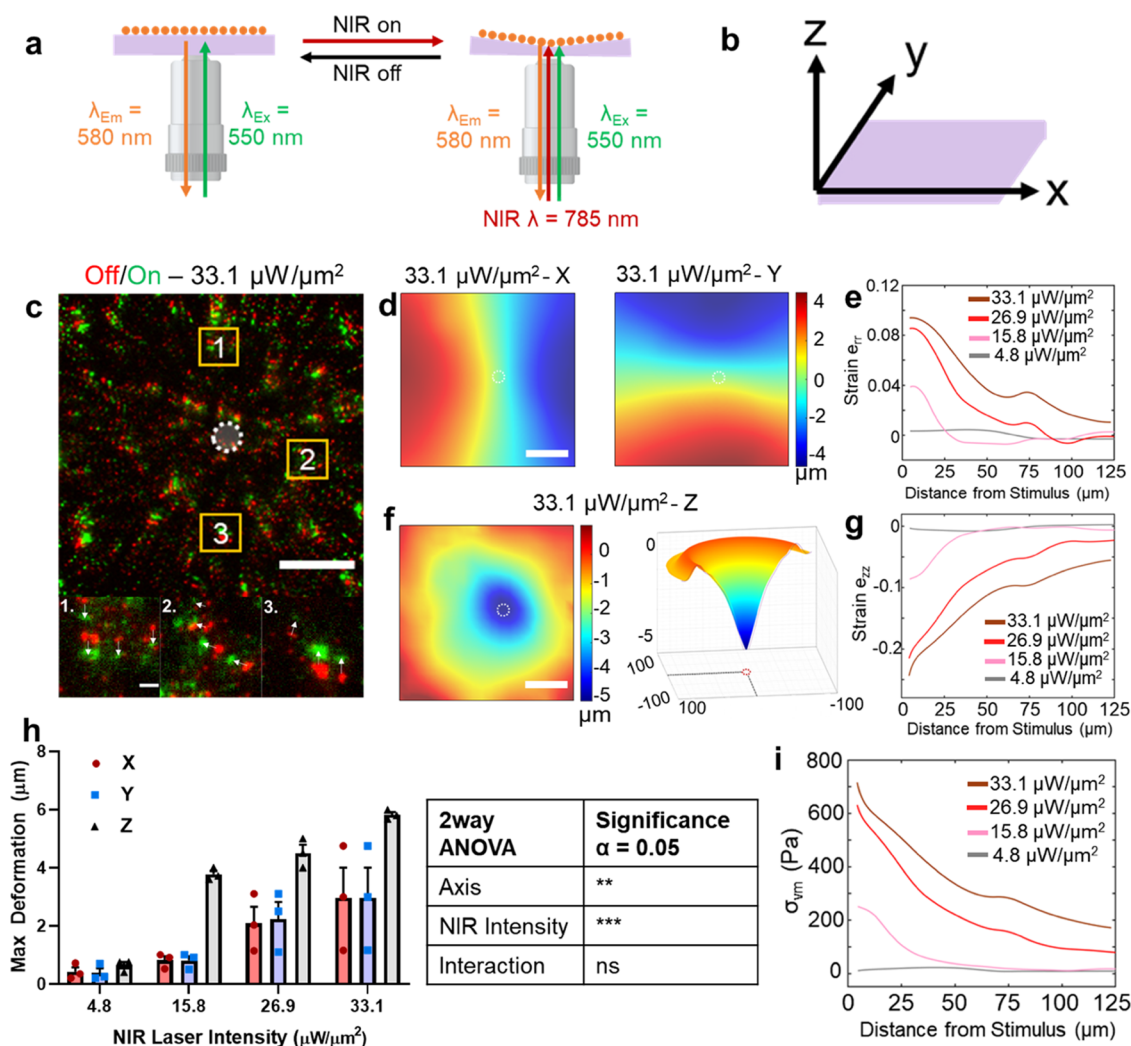 a
NIR on
NIR off
λEm =
580 nm
λEx =
550 nm
λEm =
580 nm
λEx =
550 nm
NIR λ = 785 nm
b
Z
y
X
Off/On – 33.1 µW/µm²
c
1
2
3
1.
2.
3.
d
33.1 µW/µm² - X
33.1 µW/µm² - Y
4
2
0
-2
-4
µm
e
Strain err
0.12
0.08
0.04
0
33.1 µW/µm²
26.9 µW/µm²
15.8 µW/µm²
4.8 µW/µm²
0 25 50 75 100 125
Distance from Stimulus (µm)
f
33.1 µW/µm² - Z
0
-1
-2
-3
-4
-5
µm
0
-5
100
-100
100
-100
g
Strain ezz
0
-0.1
-0.2
33.1 µW/µm²
26.9 µW/µm²
15.8 µW/µm²
4.8 µW/µm²
0 25 50 75 100 125
Distance from Stimulus (µm)
h
Max Deformation (µm)
8
6
4
2
0
X
Y
Z
4.8 15.8 26.9 33.1
NIR Laser Intensity (µW/µm²)
2way ANOVA
Significance α = 0.05
Axis **
NIR Intensity ***
Interaction ns
i
σvm (Pa)
800
600
400
200
0
33.1 µW/µm²
26.9 µW/µm²
15.8 µW/µm²
4.8 µW/µm²
0 25 50 75 100 125
Distance from Stimulus (µm)